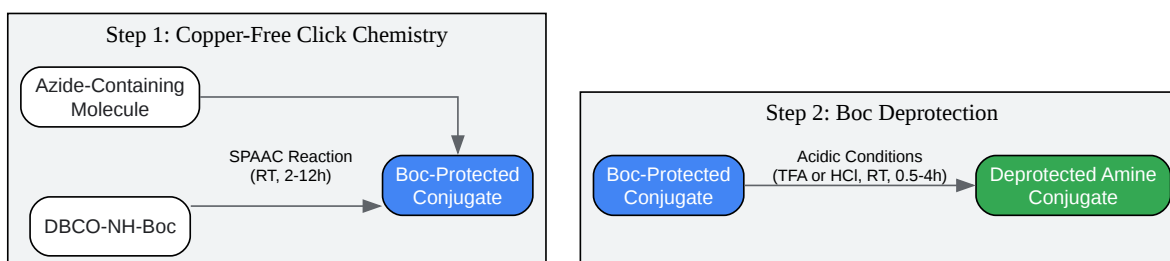 Step 1: Copper-Free Click Chemistry
Azide-Containing
Molecule
SPAAC Reaction
(RT, 2-12h)
Boc-Protected
Conjugate
DBCO-NH-Boc
Step 2: Boc Deprotection
Boc-Protected
Conjugate
Acidic Conditions
(TFA or HCl, RT, 0.5-4h)
Deprotected Amine
Conjugate